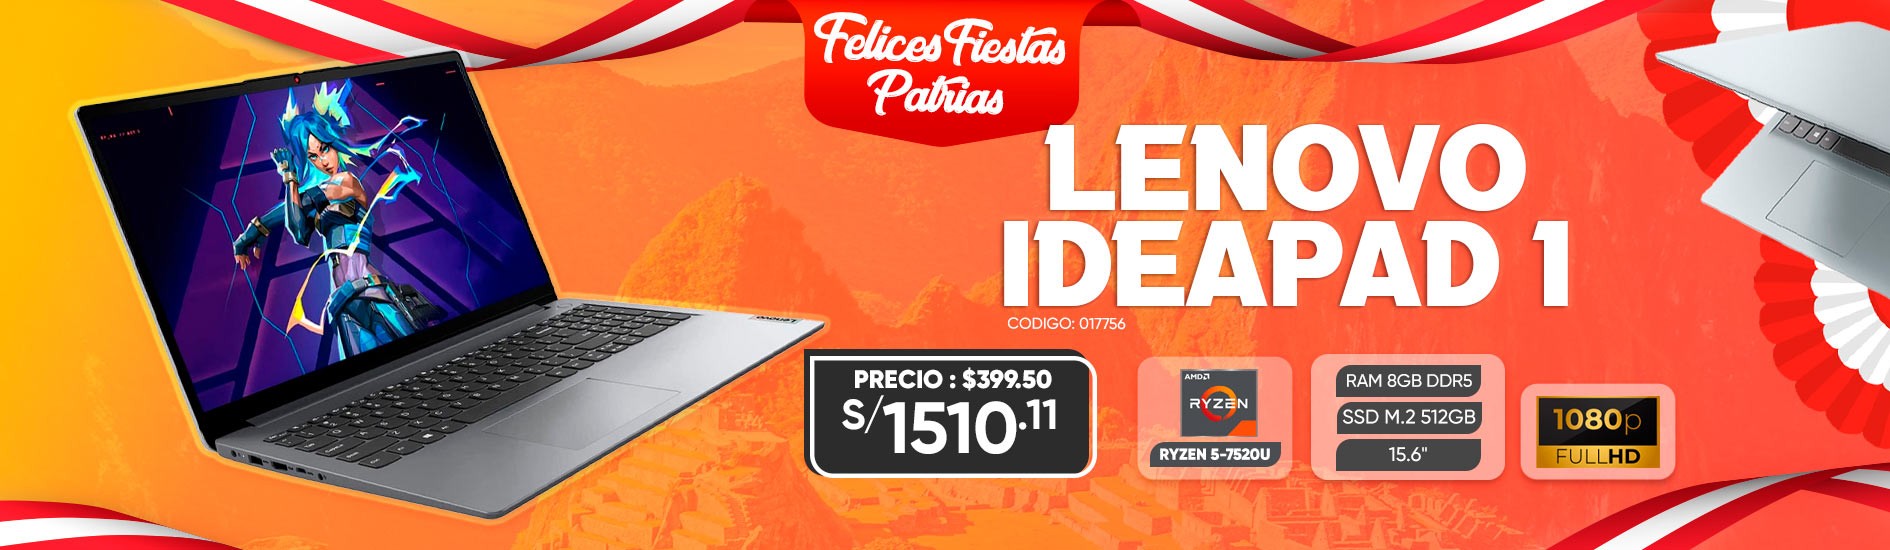 Felices Fiestas
Patrias
LENOVO
IDEAPAD 1
CODIGO: 017756
PRECIO : $399.50
S/1510.11
AMD
RYZEN
RYZEN 5-7520U
RAM 8GB DDR5
SSD M.2 512GB
15.6"
1080p
FULLHD
Lenovo